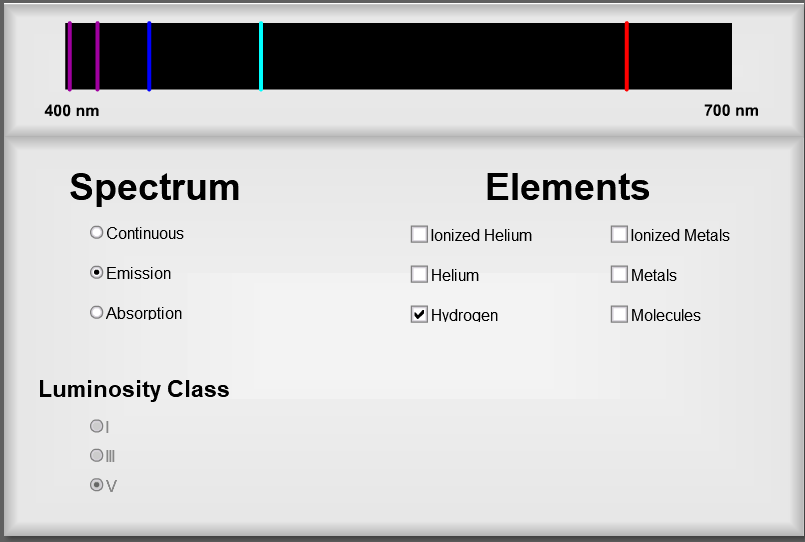 400 nm 700 nm
Spectrum
Continuous
Emission
Absorption
Elements
Ionized Helium
Helium
Hydrogen
Ionized Metals
Metals
Molecules
Luminosity Class
I
III
V